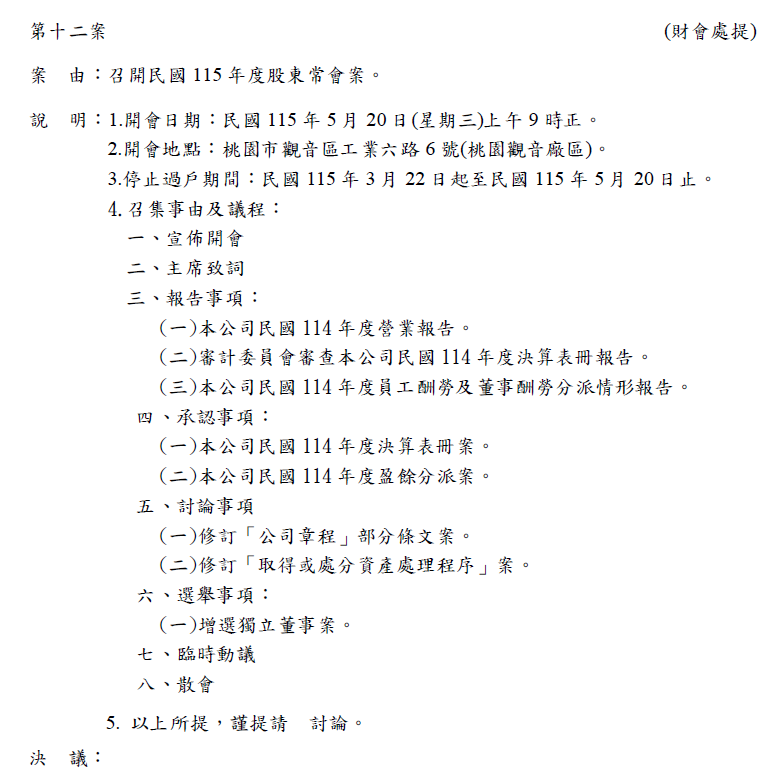 第十二案 (財會處提)
案　由：召開民國 115 年度股東常會案。
說　明：1.開會日期：民國 115 年 5 月 20 日(星期三)上午 9 時正。
2.開會地點：桃園市觀音區工業六路 6 號(桃園觀音廠區)。
3.停止過戶期間：民國 115 年 3 月 22 日起至民國 115 年 5 月 20 日止。
4. 召集事由及議程：
一、宣佈開會
二、主席致詞
三、報告事項：
(一)本公司民國 114 年度營業報告。
(二)審計委員會審查本公司民國 114 年度決算表冊報告。
(三)本公司民國 114 年度員工酬勞及董事酬勞分派情形報告。
四、承認事項：
(一)本公司民國 114 年度決算表冊案。
(二)本公司民國 114 年度盈餘分派案。
五、討論事項
(一)修訂「公司章程」部分條文案。
(二)修訂「取得或處分資產處理程序」案。
六、選舉事項：
(一)增選獨立董事案。
七、臨時動議
八、散會
5. 以上所提，謹提請　討論。
決　議：